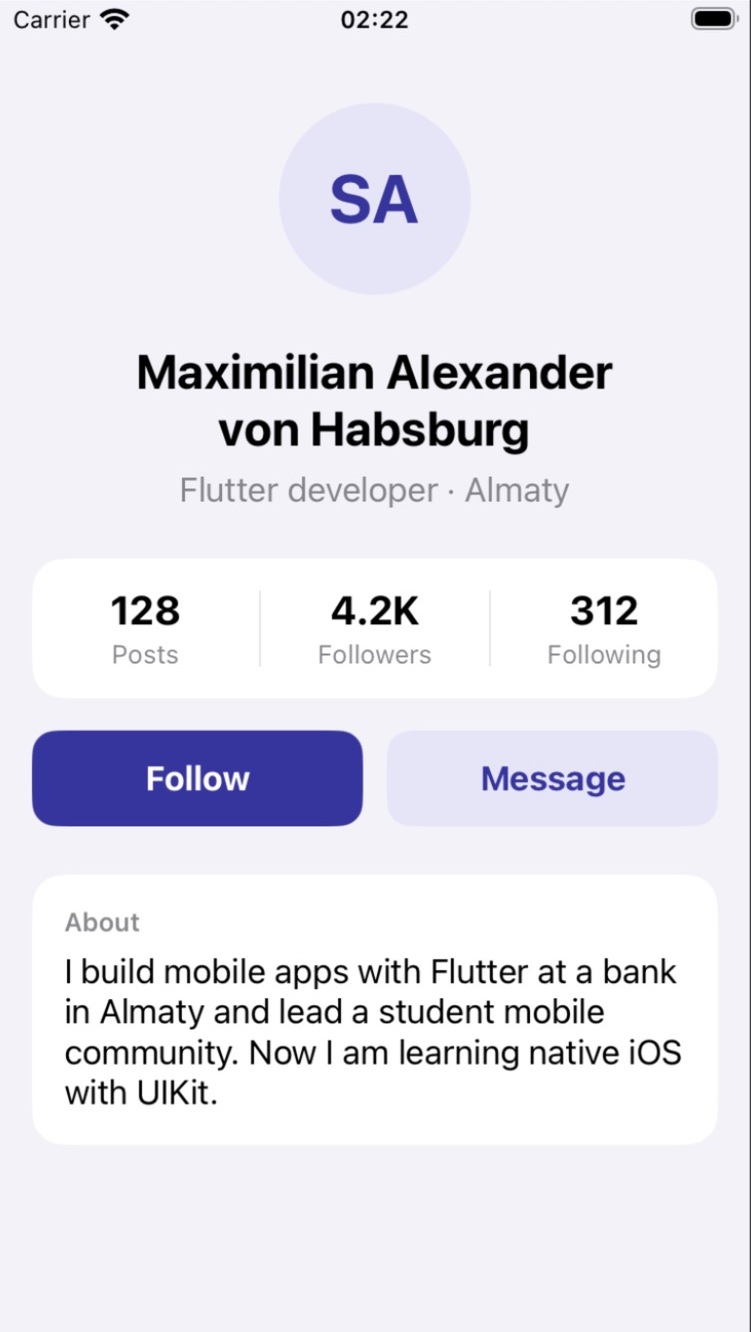 Carrier 02:22
SA
Maximilian Alexander
von Habsburg
Flutter developer · Almaty
128 4.2K 312
Posts Followers Following
Follow Message
About
I build mobile apps with Flutter at a bank
in Almaty and lead a student mobile
community. Now I am learning native iOS
with UIKit.